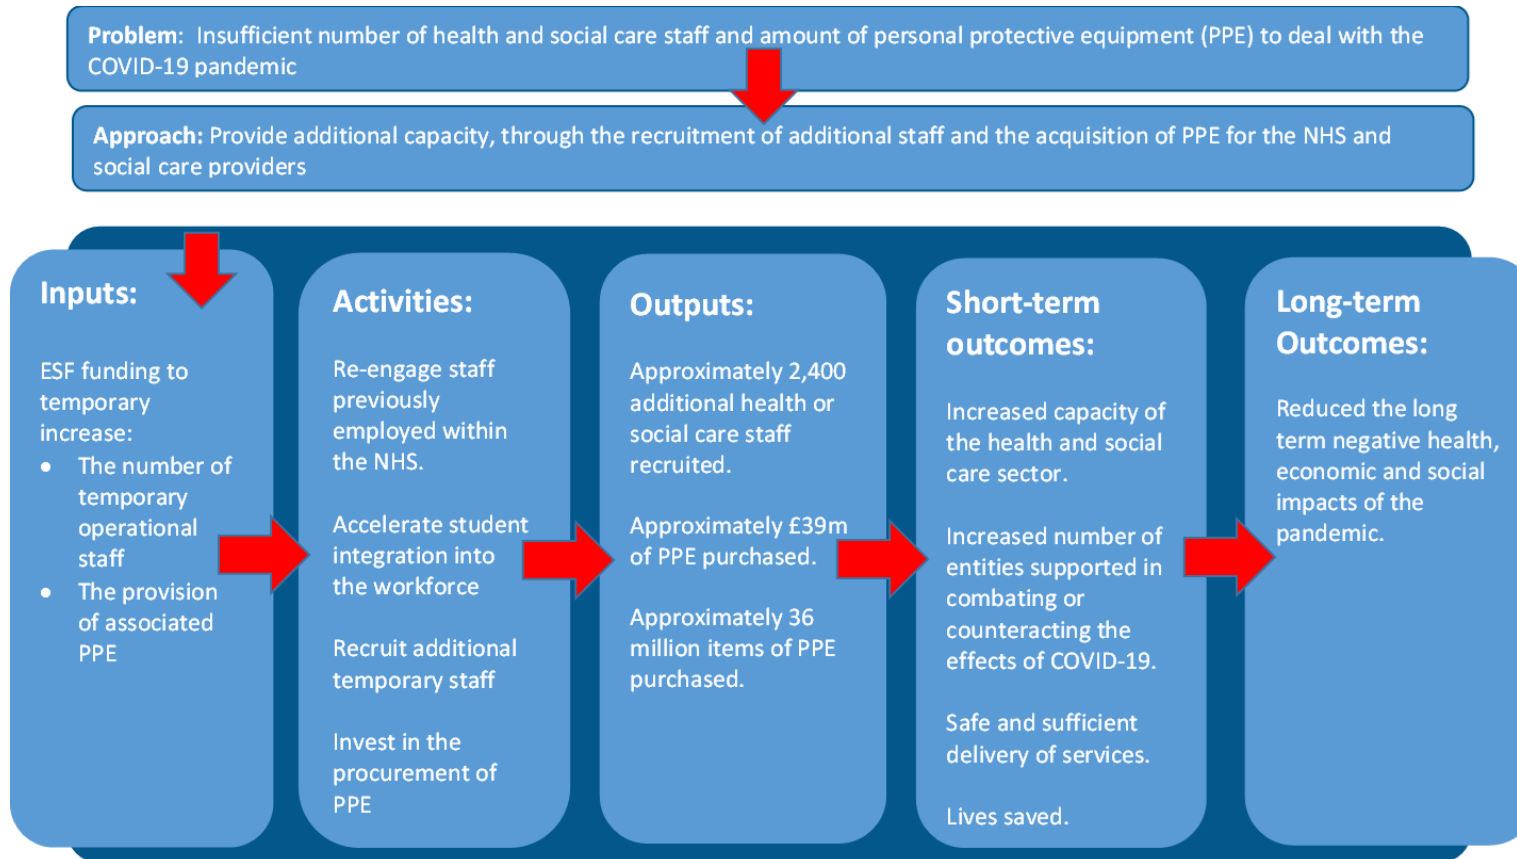 Problem: Insufficient number of health and social care staff and amount of personal protective equipment (PPE) to deal with the
COVID-19 pandemic
Approach: Provide additional capacity, through the recruitment of additional staff and the acquisition of PPE for the NHS and
social care providers
Inputs:
ESF funding to
temporary
increase:
• The number of
temporary
operational
staff
• The provision
of associated
PPE
Activities:
Re-engage staff
previously
employed within
the NHS.
Accelerate student
integration into
the workforce
Recruit additional
temporary staff
Invest in the
procurement of
PPE
Outputs:
Approximately 2,400
additional health or
social care staff
recruited.
Approximately £39m
of PPE purchased.
Approximately 36
million items of PPE
purchased.
Short-term
outcomes:
Increased capacity of
the health and social
care sector.
Increased number of
entities supported in
combating or
counteracting the
effects of COVID-19.
Safe and sufficient
delivery of services.
Lives saved.
Long-term
Outcomes:
Reduced the long
term negative health,
economic and social
impacts of the
pandemic.